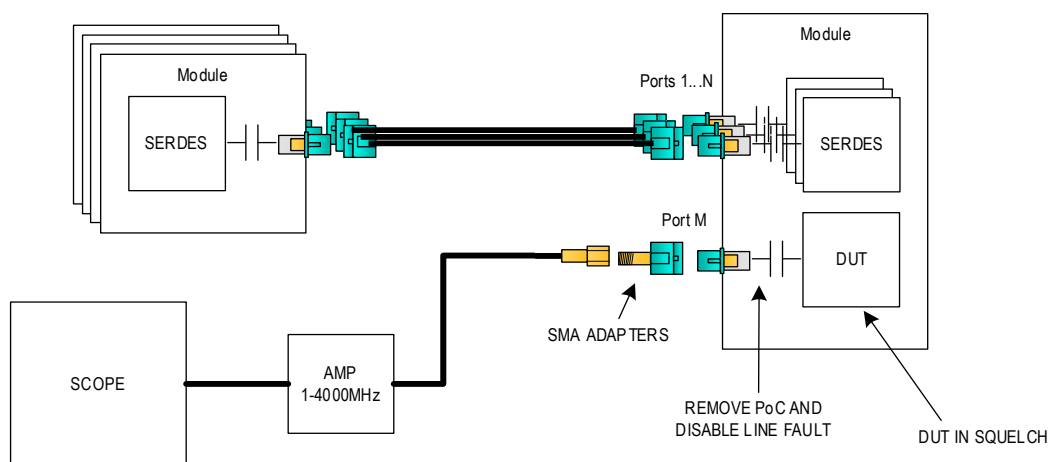 Module
SERDES
Ports 1...N
Module
SERDES
Port M
DUT
SMA ADAPTERS
SCOPE
AMP
1-4000MHz
REMOVE PoC AND
DISABLE LINE FAULT
DUT IN SQUELCH